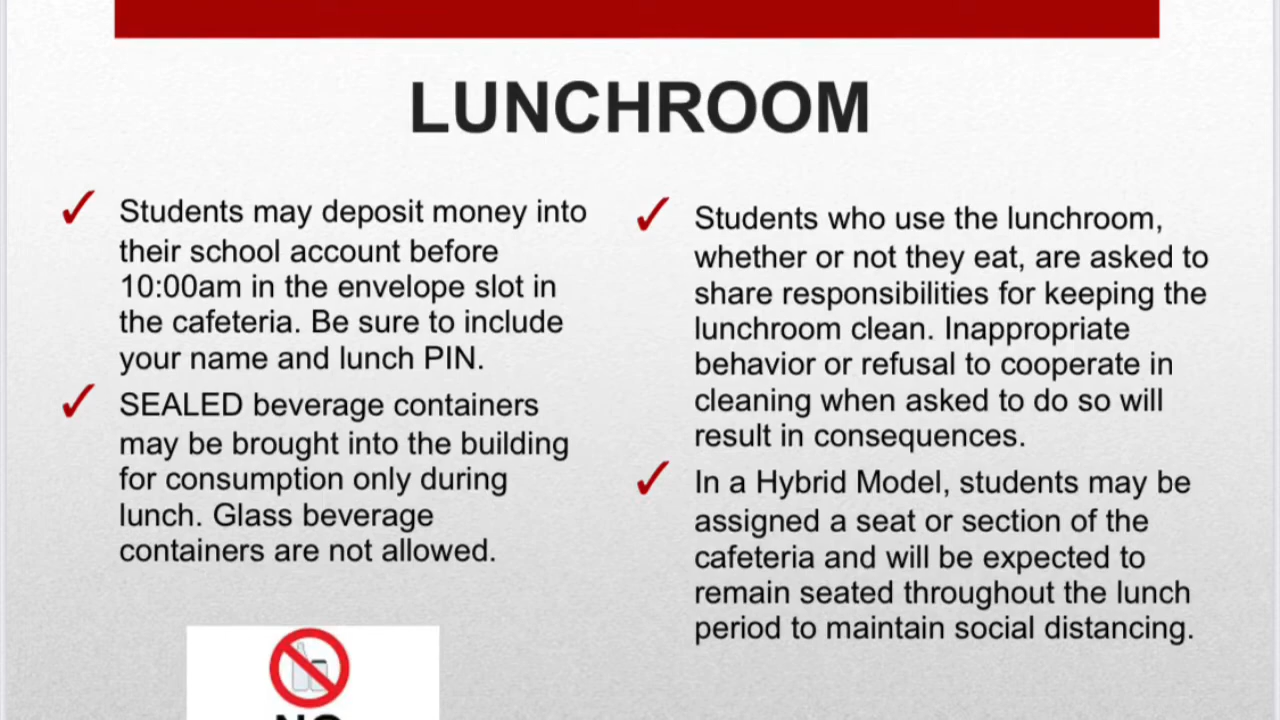 LUNCHROOM
✓ Students may deposit money into
their school account before
10:00am in the envelope slot in
the cafeteria. Be sure to include
your name and lunch PIN.
✓ SEALED beverage containers
may be brought into the building
for consumption only during
lunch. Glass beverage
containers are not allowed.
✓ Students who use the lunchroom,
whether or not they eat, are asked to
share responsibilities for keeping the
lunchroom clean. Inappropriate
behavior or refusal to cooperate in
cleaning when asked to do so will
result in consequences.
✓ In a Hybrid Model, students may be
assigned a seat or section of the
cafeteria and will be expected to
remain seated throughout the lunch
period to maintain social distancing.
NO